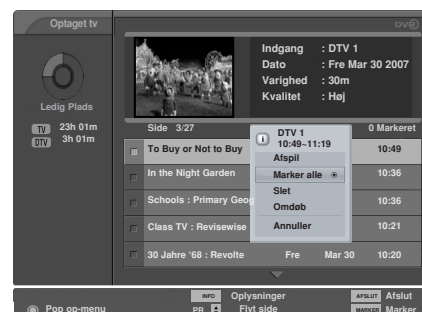 Optaget tv
DVR
Indgang : DTV 1
Dato : Fre Mar 30 2007
Varighed : 30m
Kvalitet : Høj
Ledig Plads
TV 23h 01m
DTV 3h 01m
Side 3/27
0 Markeret
DTV 1
10:49~11:19
Afspil
Marker alle
Slet
Omdøb
Annuller
To Buy or Not to Buy 10:49
In the Night Garden 10:36
Schools : Primary Geog 10:36
Class TV : Revisewise 10:21
30 Jahre '68 : Revolte Fre Mar 30 10:20
INFO Oplysninger AFSLUT Afslut
Pop op-menu PR Flyt side MARKER Marker